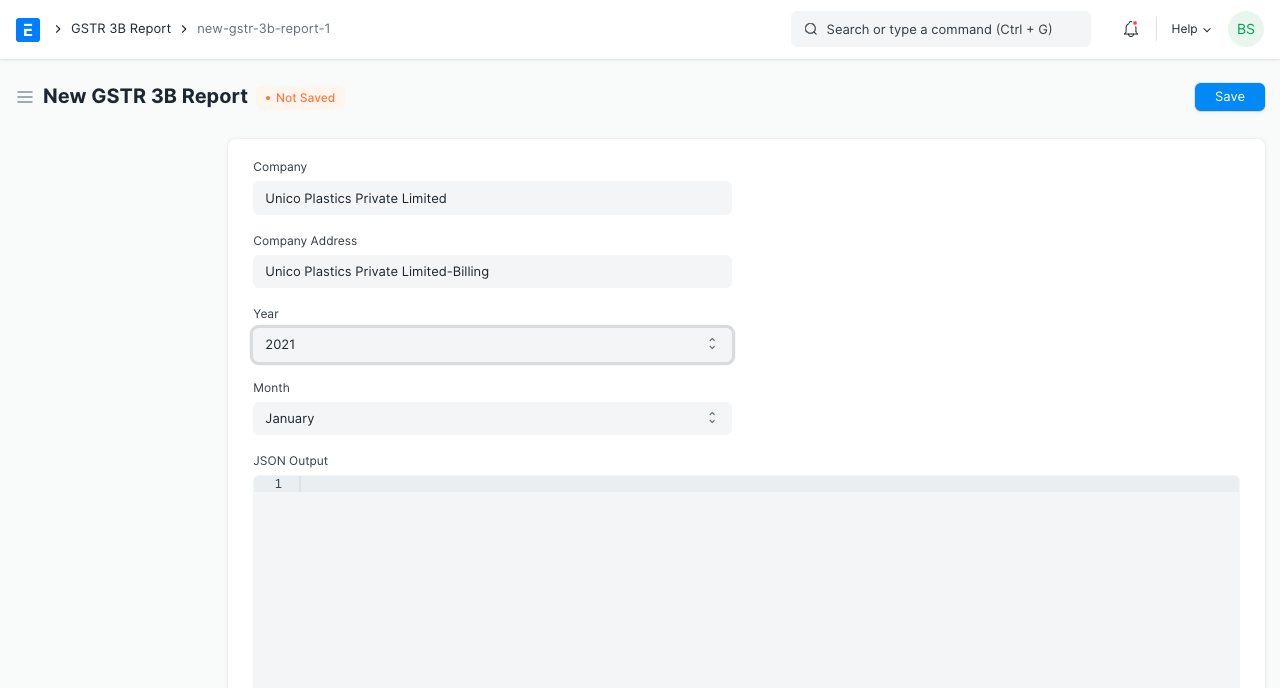 E
GSTR 3B Report
new-gstr-3b-report-1
Search or type a command (Ctrl + G)
Help
BS
New GSTR 3B Report
Not Saved
Save
Company
Unico Plastics Private Limited
Company Address
Unico Plastics Private Limited-Billing
Year
2021
Month
January
JSON Output
1